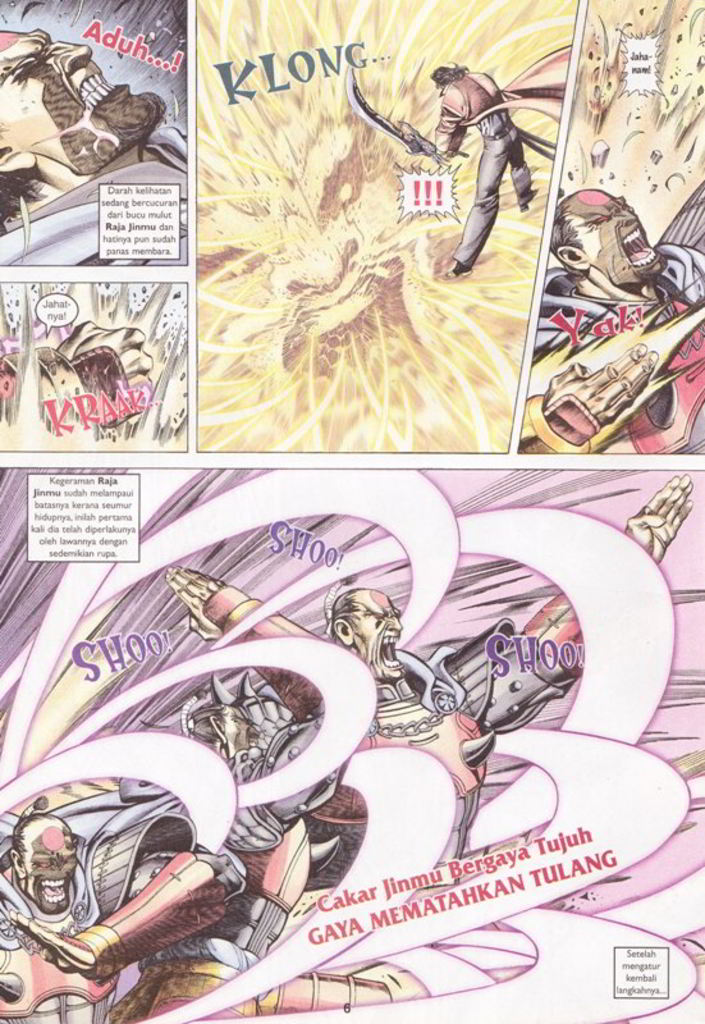 Aduh...!
Darah kelihatan
sedang bercucuran
dari bucu mulut
Raja Jinmu dan
hatinya pun sudah
panas membara.
KLONG...
!!!
Jaha-
nam!
Yak!
Jahat-
nya!
KRAAK...
Kegeraman Raja
Jinmu sudah melampaui
batasnya kerana seumur
hidupnya, inilah pertama
kali dia telah diperlakunya
oleh lawannya dengan
sedemikian rupa.
SHOO!
SHOO!
SHOO!
Cakar Jinmu Bergaya Tujuh
GAYA MEMATAHKAN TULANG
Setelah
mengatur
kembali
langkahnya...
6